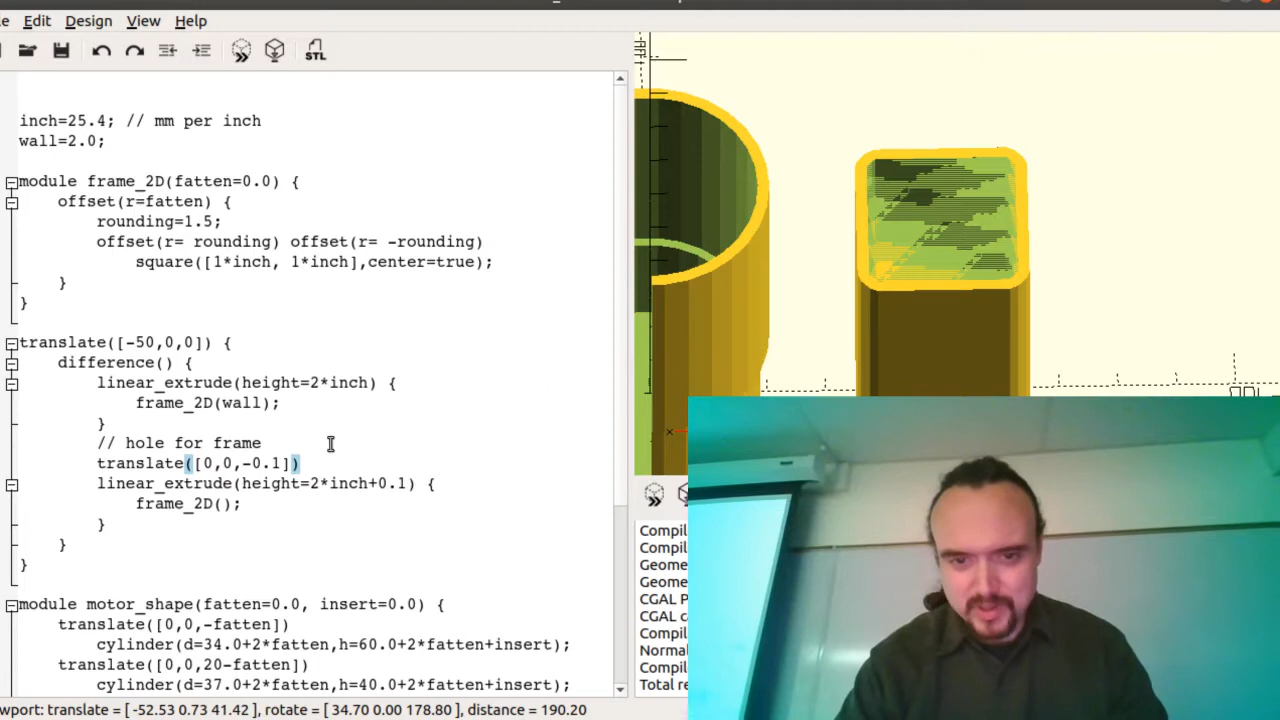 Edit Design View Help
STL
inch=25.4; // mm per inch
wall=2.0;
module frame_2D(fatten=0.0) {
offset(r=fatten) {
rounding=1.5;
offset(r= rounding) offset(r= -rounding)
square([1*inch, 1*inch],center=true);
}
}
translate([-50,0,0]) {
difference() {
linear_extrude(height=2*inch) {
frame_2D(wall);
}
// hole for frame
translate([0,0,-0.1])
linear_extrude(height=2*inch+0.1) {
frame_2D();
}
}
}
module motor_shape(fatten=0.0, insert=0.0) {
translate([0,0,-fatten])
cylinder(d=34.0+2*fatten,h=60.0+2*fatten+insert);
translate([0,0,20-fatten])
cylinder(d=37.0+2*fatten,h=40.0+2*fatten+insert);
Compil
Compil
Geome
Geome
CGAL P
CGAL c
Compil
Normal
Compil
Total re
wport: translate = [ -52.53 0.73 41.42 ], rotate = [ 34.70 0.00 178.80 ], distance = 190.20